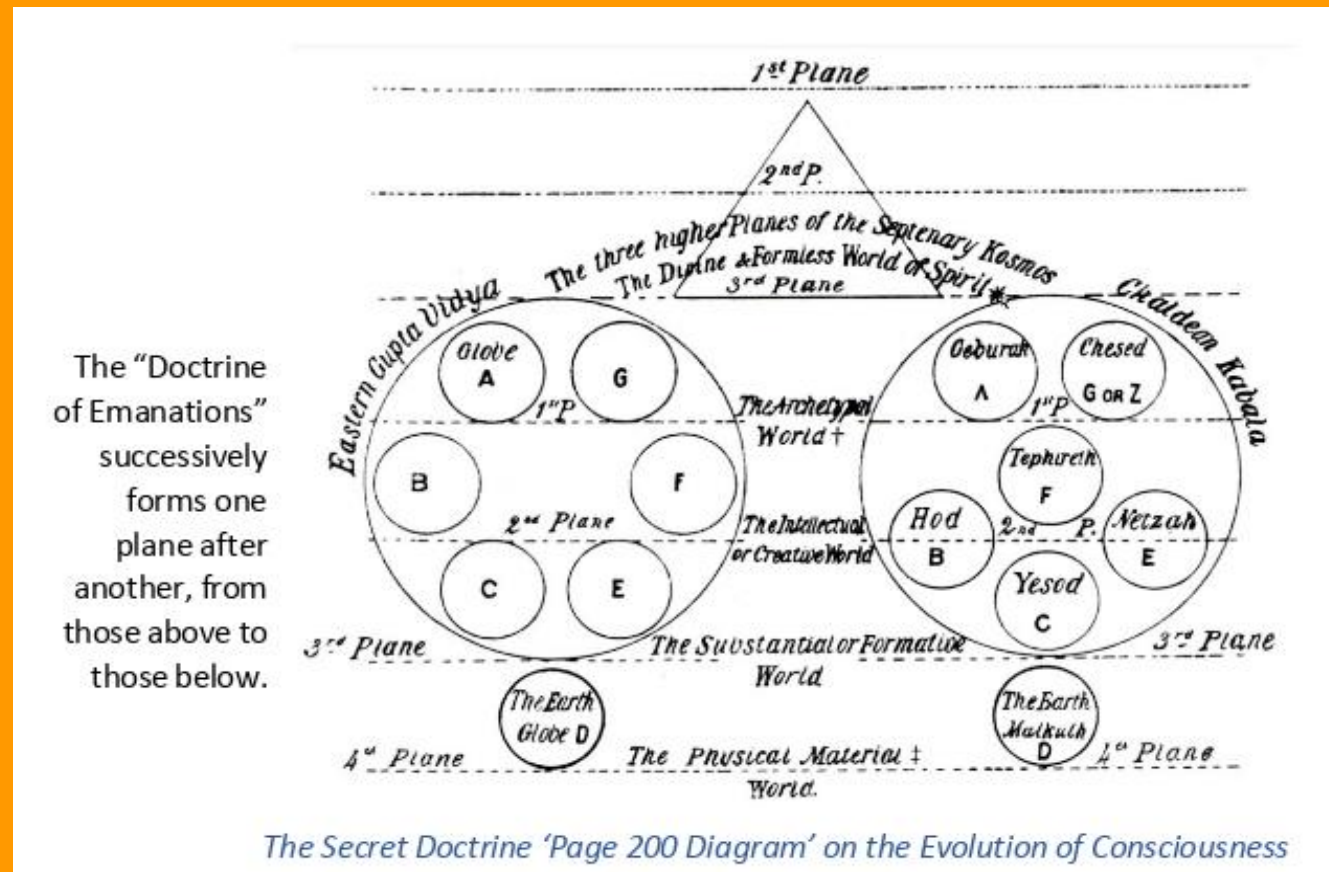 1st Plane
2nd P.
The three higher Planes of the Septenary Kosmos
The Divine & Formless World of Spirit *
3rd Plane
Eastern Gupta Vidya
Chaldean Kabala
Globe
A
G
1st P
Geburah
A
Chesed
G OR Z
1st P
The Archetypal
World †
B
F
2nd Plane
Tephireth
F
The Intellectual
or Creative World
Hod
B
2nd P.
Netzah
E
C
E
Yesod
C
3rd Plane
The Substantial or Formative
World
3rd Plane
The Earth
Globe D
The Earth
Malkuth
D
4th Plane
The Physical Material ‡
World.
4th Plane
The “Doctrine
of Emanations”
successively
forms one
plane after
another, from
those above to
those below.
The Secret Doctrine ‘Page 200 Diagram’ on the Evolution of Consciousness